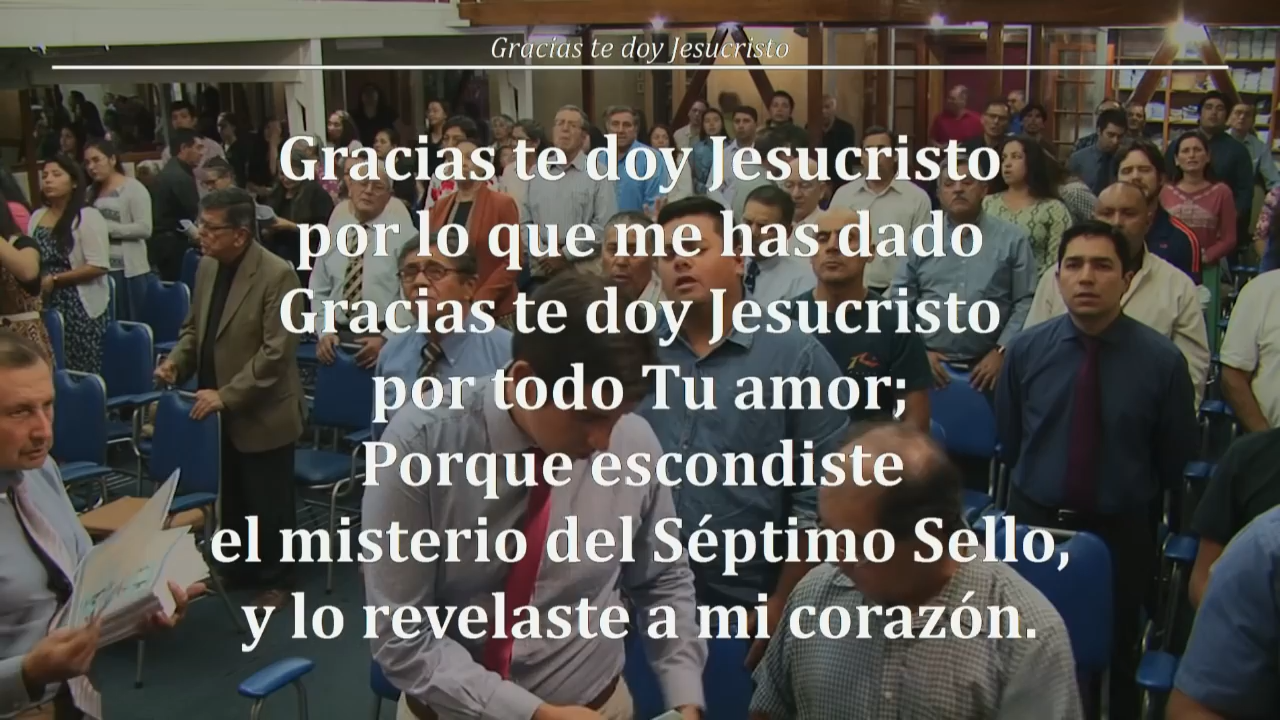 Gracias te doy Jesucristo
Gracias te doy Jesucristo
por lo que me has dado
Gracias te doy Jesucristo
por todo Tu amor;
Porque escondiste
el misterio del Séptimo Sello,
y lo revelaste a mi corazón.